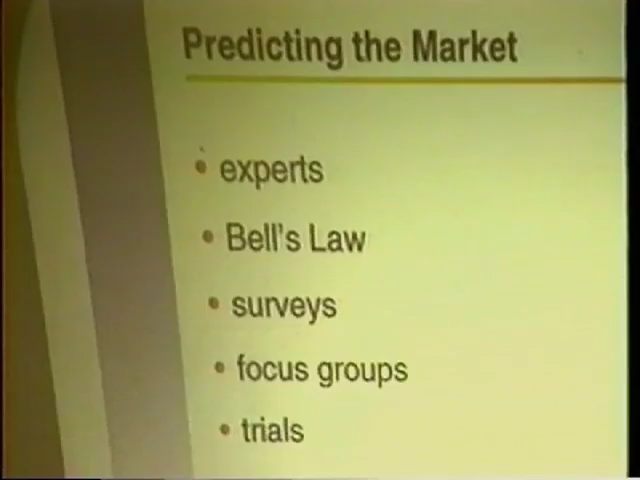 Predicting the Market
• experts
• Bell's Law
• surveys
• focus groups
• trials